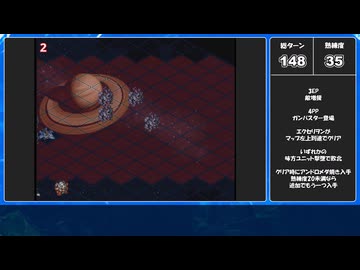 2
総ターン
熟練度
148
35
3EP
敵増援
4PP
ガンバスター登場
エクセリヲンが
マップ左上到達でクリア
いずれかの
味方ユニット撃墜で敗北
クリア時にアンドロメダ焼き入手
熟練度20未満なら
追加でもう一つ入手